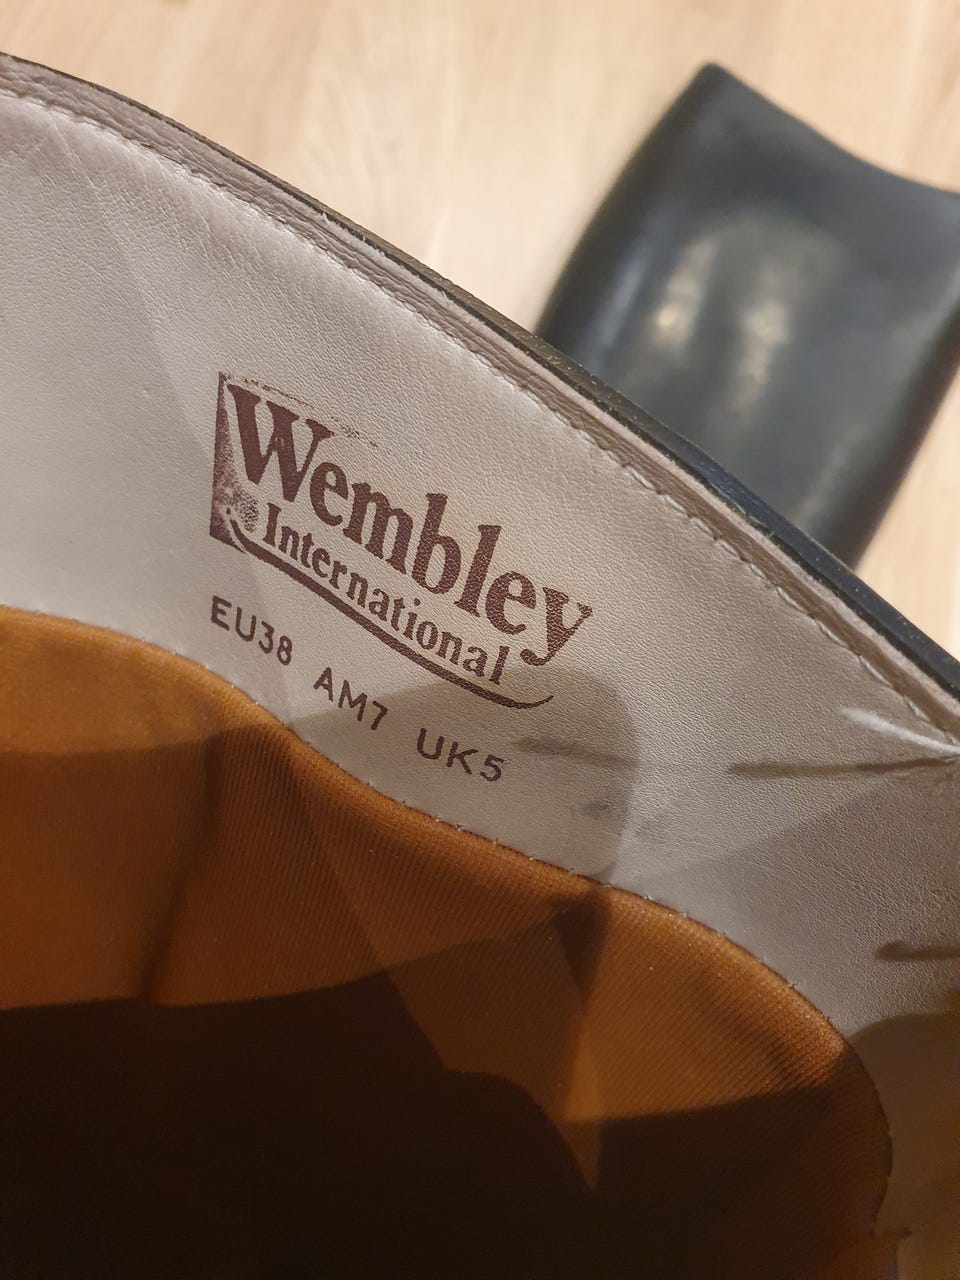 Wembley
International
EU38 AM7 UK5